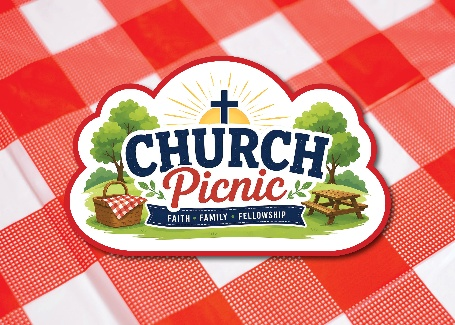 CHURCH
Picnic
FAITH • FAMILY • FELLOWSHIP